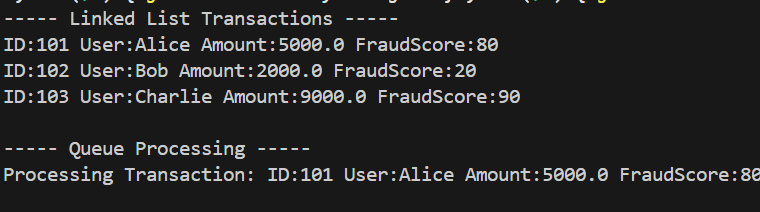 ----- Linked List Transactions -----
ID:101 User:Alice Amount:5000.0 FraudScore:80
ID:102 User:Bob Amount:2000.0 FraudScore:20
ID:103 User:Charlie Amount:9000.0 FraudScore:90
----- Queue Processing -----
Processing Transaction: ID:101 User:Alice Amount:5000.0 FraudScore:80